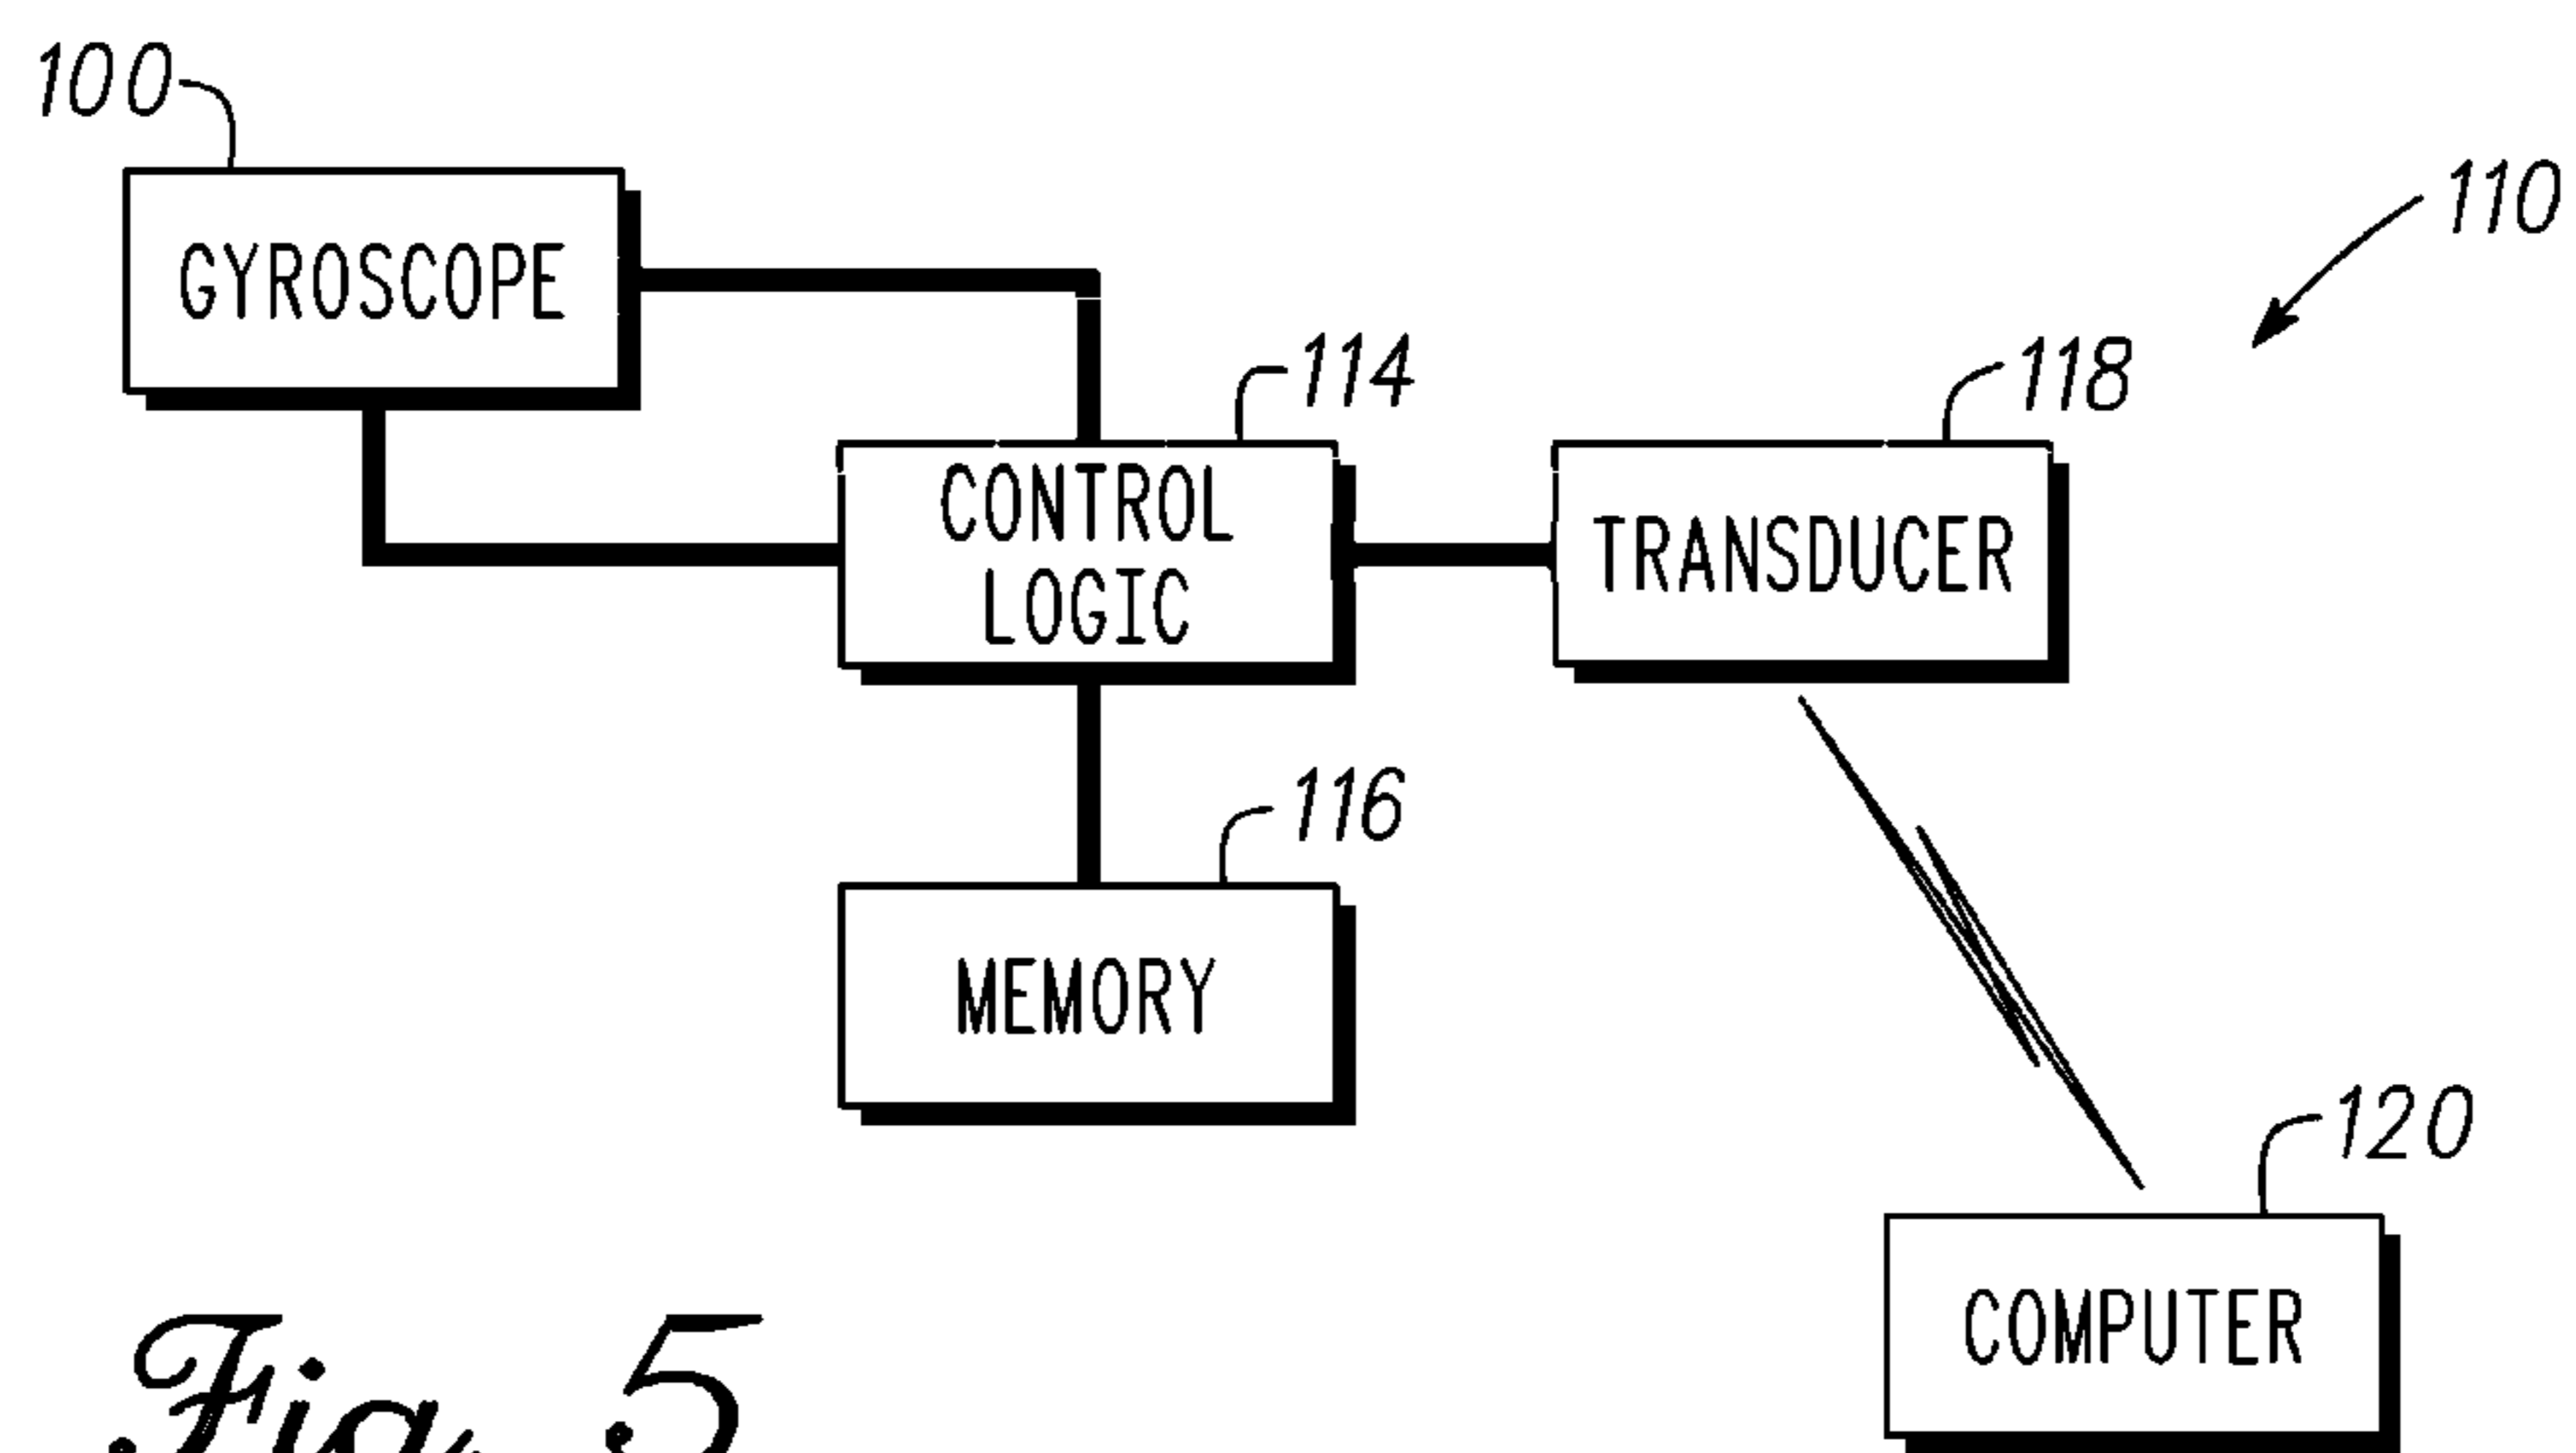 100
GYROSCOPE
110
114
118
CONTROL
LOGIC
TRANSDUCER
116
MEMORY
120
COMPUTER
Fig. 5